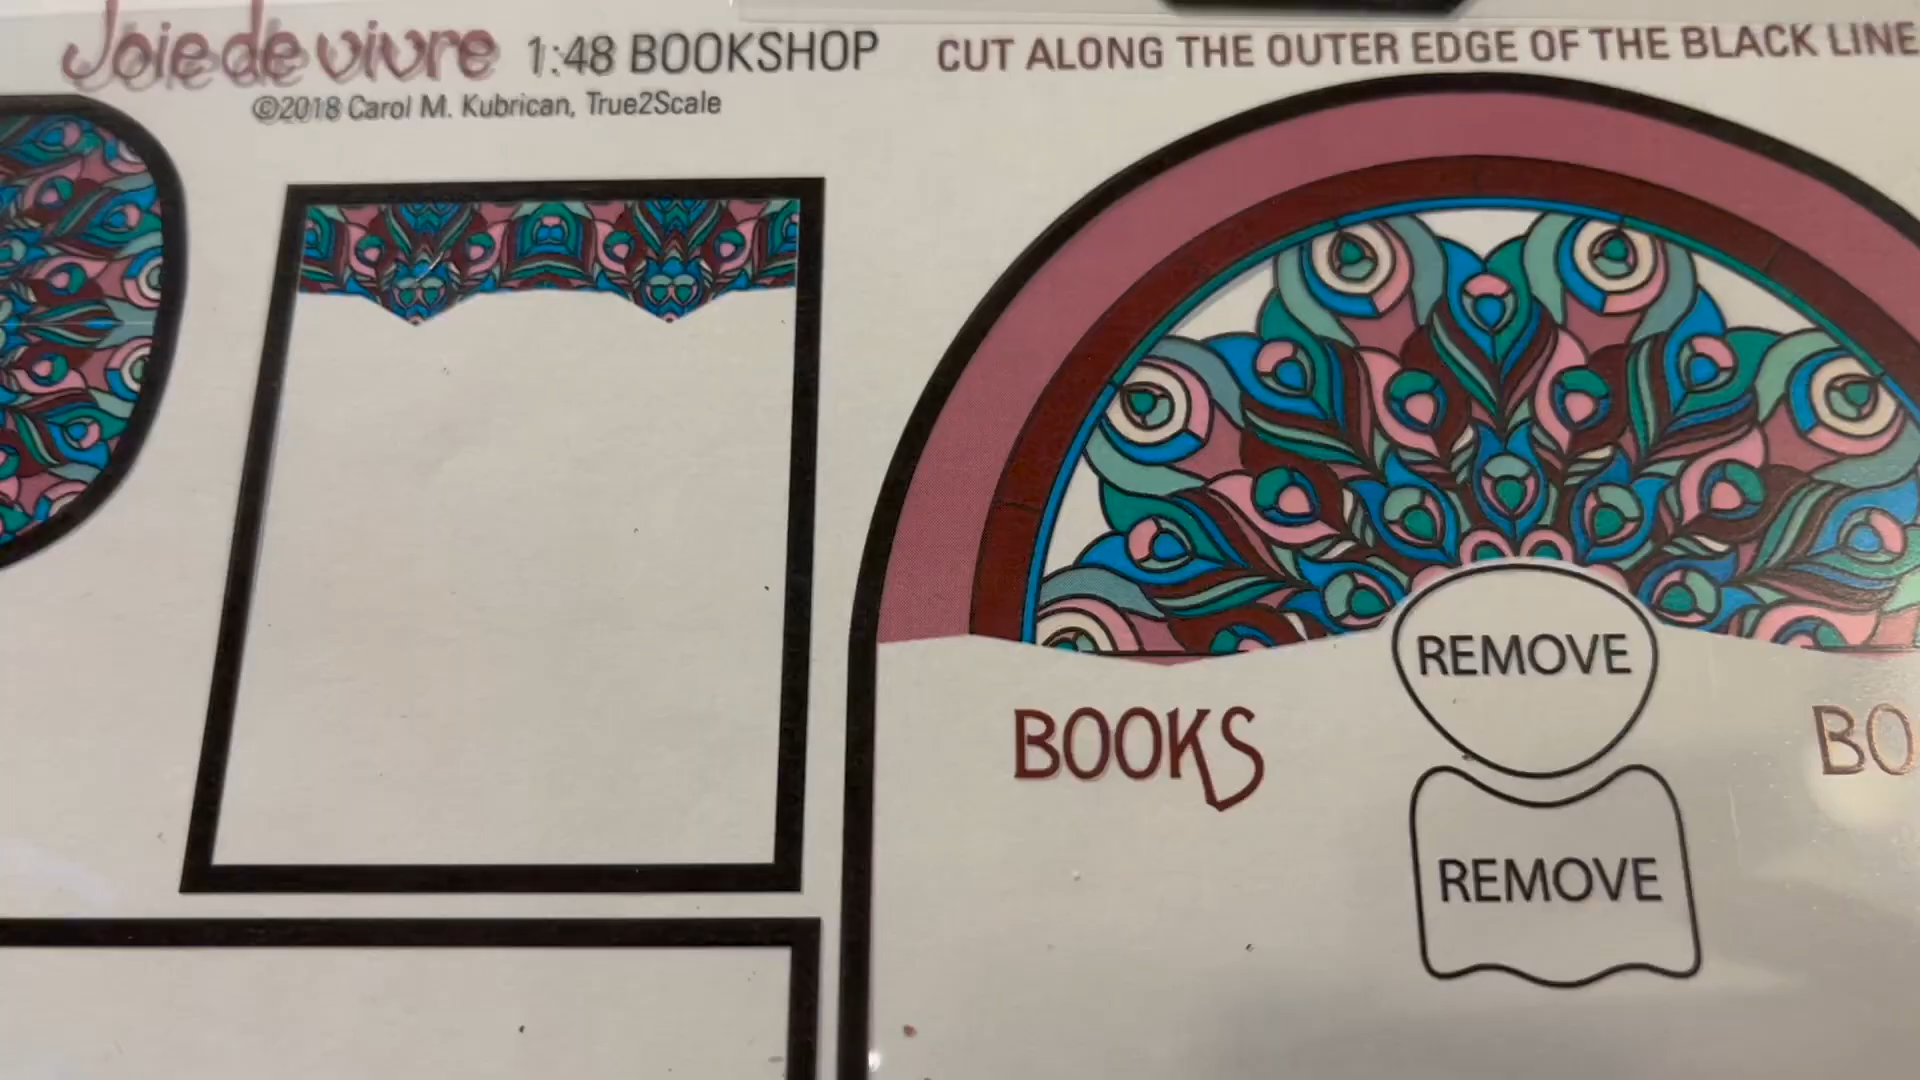 Joie de vivre 1:48 BOOKSHOP CUT ALONG THE OUTER EDGE OF THE BLACK LINE
©2018 Carol M. Kubrican, True2Scale
REMOVE
BOOKS BO
REMOVE